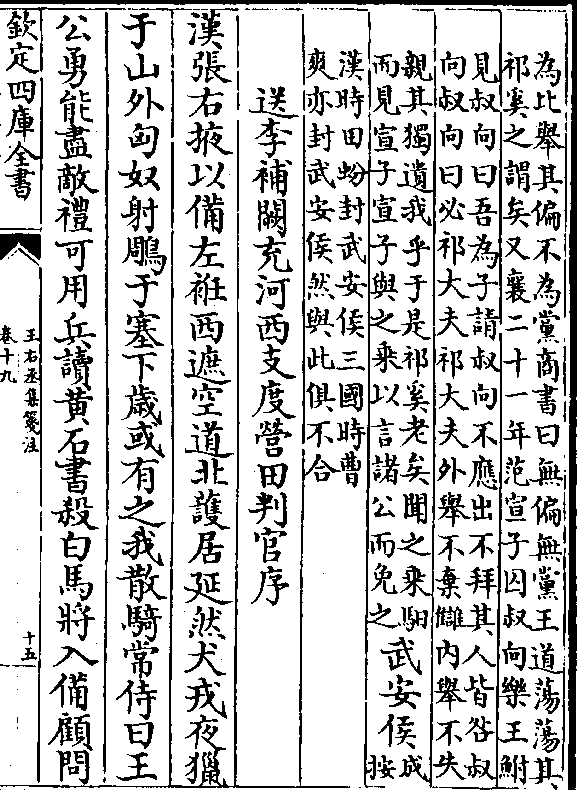 為比舉其偏不為黨商書曰無偏無黨王道蕩蕩其
祁奚之謂矣又襄二十一年范宣子囚叔向樂王鮒
見叔向曰吾為子請叔向不應出不拜其人皆咎叔
向叔向曰必祁大夫祁大夫外舉不棄讎內舉不失
親其獨遺我乎于是祁奚老矣聞之乘馹
而見宣子宣子與之乘以言諸公而免之
武安侯
成
按
漢時田蚡封武安侯三國時曹
爽亦封武安侯然與此俱不合
送李補闕充河西支度營田判官序
漢張右掖以備左衽西遮空道北護居延然犬戎夜獵
于山外匈奴射鵰于塞下歲或有之我散騎常侍曰王
公勇能盡敵禮可用兵讀黄石書殺白馬將入備顧問
欽定四庫全書
王右丞集箋注
卷十九
十五